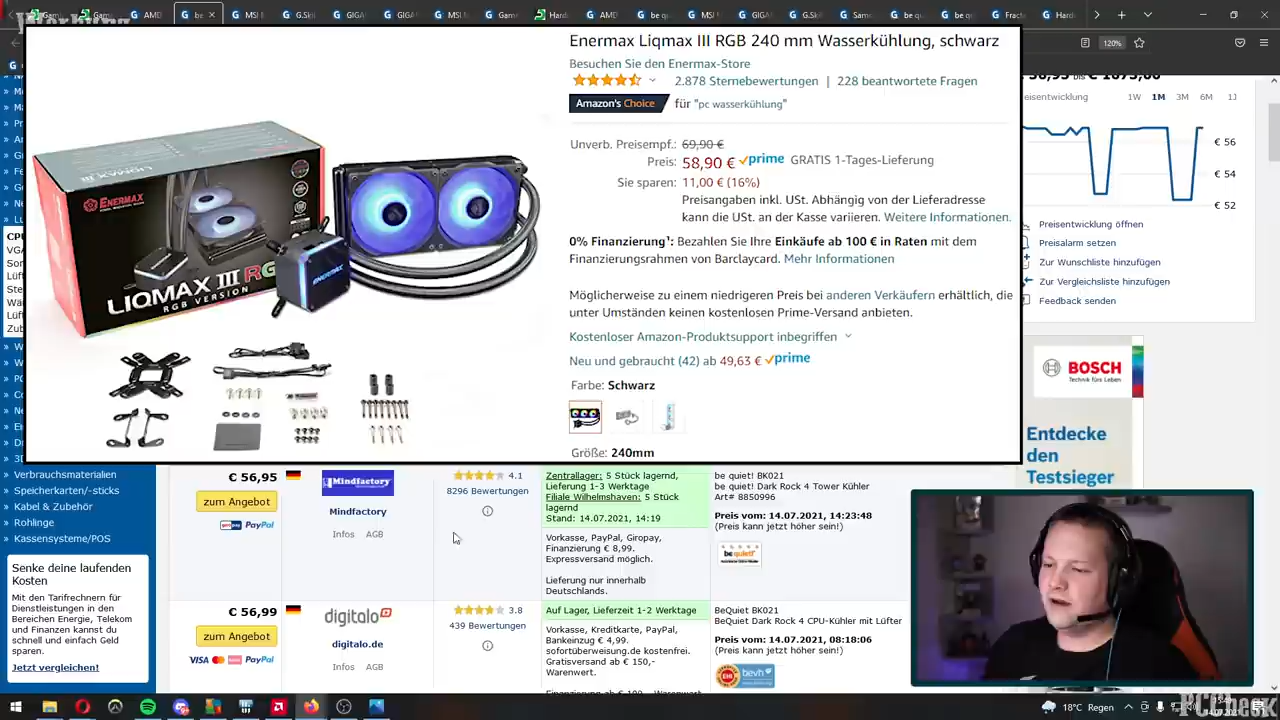 Enermax Liqmax III RGB 240 mm Wasserkühlung, schwarz
Besuchen Sie den Enermax-Store
2.878 Sternebewertungen | 228 beantwortete Fragen
Amazon's Choice für "pc wasserkühlung"
Unverb. Preisempf.: 69,90 €
Preis: 58,90 € prime GRATIS 1-Tages-Lieferung
Sie sparen: 11,00 € (16%)
Preisangaben inkl. USt. Abhängig von der Lieferadresse
kann die USt. an der Kasse variieren. Weitere Informationen.
0% Finanzierung¹: Bezahlen Sie Ihre Einkäufe ab 100 € in Raten mit dem
Finanzierungsrahmen von Barclaycard. Mehr Informationen
Möglicherweise zu einem niedrigeren Preis bei anderen Verkäufern erhältlich, die
unter Umständen keinen kostenlosen Prime-Versand anbieten.
Kostenloser Amazon-Produktsupport inbegriffen
Neu und gebraucht (42) ab 49,63 € prime
Farbe: Schwarz
Größe: 240mm
ENERMAX
LIQMAX III RG
RGB VERSION
ENERMAX
120%
eisentwicklung
1W 1M 3M 6M 1J
€ 56
€ 54
€ 52
Preisentwicklung öffnen
Preisalarm setzen
Zur Wunschliste hinzufügen
Zur Vergleichsliste hinzufügen
Feedback senden
BOSCH
Technik fürs Leben
Entdecke
den
Testsieger
» Verbrauchsmaterialien
» Speicherkarten/-sticks
» Kabel & Zubehör
» Rohlinge
» Kassensysteme/POS
Senke deine laufenden
Kosten
Mit den Tarifrechnern für
Dienstleistungen in den
Bereichen Energie, Telekom
und Finanzen kannst du
schnell und einfach Geld
sparen.
Jetzt vergleichen!
€ 56,95
zum Angebot
PayPal
Mindfactory
Mindfactory
Infos AGB
4.1
8296 Bewertungen
Zentrallager: 5 Stück
lagernd,
Lieferung 1-3 Werktage
Filiale Wilhelmshaven: 5 Stück
lagernd
Stand: 14.07.2021, 14:19
Vorkasse, PayPal, Giropay,
Finanzierung € 8,99.
Expressversand möglich.
Lieferung nur innerhalb
Deutschlands.
be quiet! BK021
be quiet! Dark Rock 4 Tower Kühler
Art# 8850996
Preis vom: 14.07.2021, 14:23:48
(Preis kann jetzt höher sein!)
be quiet!
€ 56,99
zum Angebot
VISA PayPal
digitalo
digitalo.de
Infos AGB
3.8
439 Bewertungen
Auf Lager, Lieferzeit 1-2 Werktage
Vorkasse, Kreditkarte, PayPal,
Bankeinzug € 4,99.
sofortüberweisung.de kostenfrei.
Gratisversand ab € 150,-
Warenwert.
BeQuiet BK021
BeQuiet Dark Rock 4 CPU-Kühler mit Lüfter
Preis vom: 14.07.2021, 08:18:06
(Preis kann jetzt höher sein!)
bevh
18°C Regen